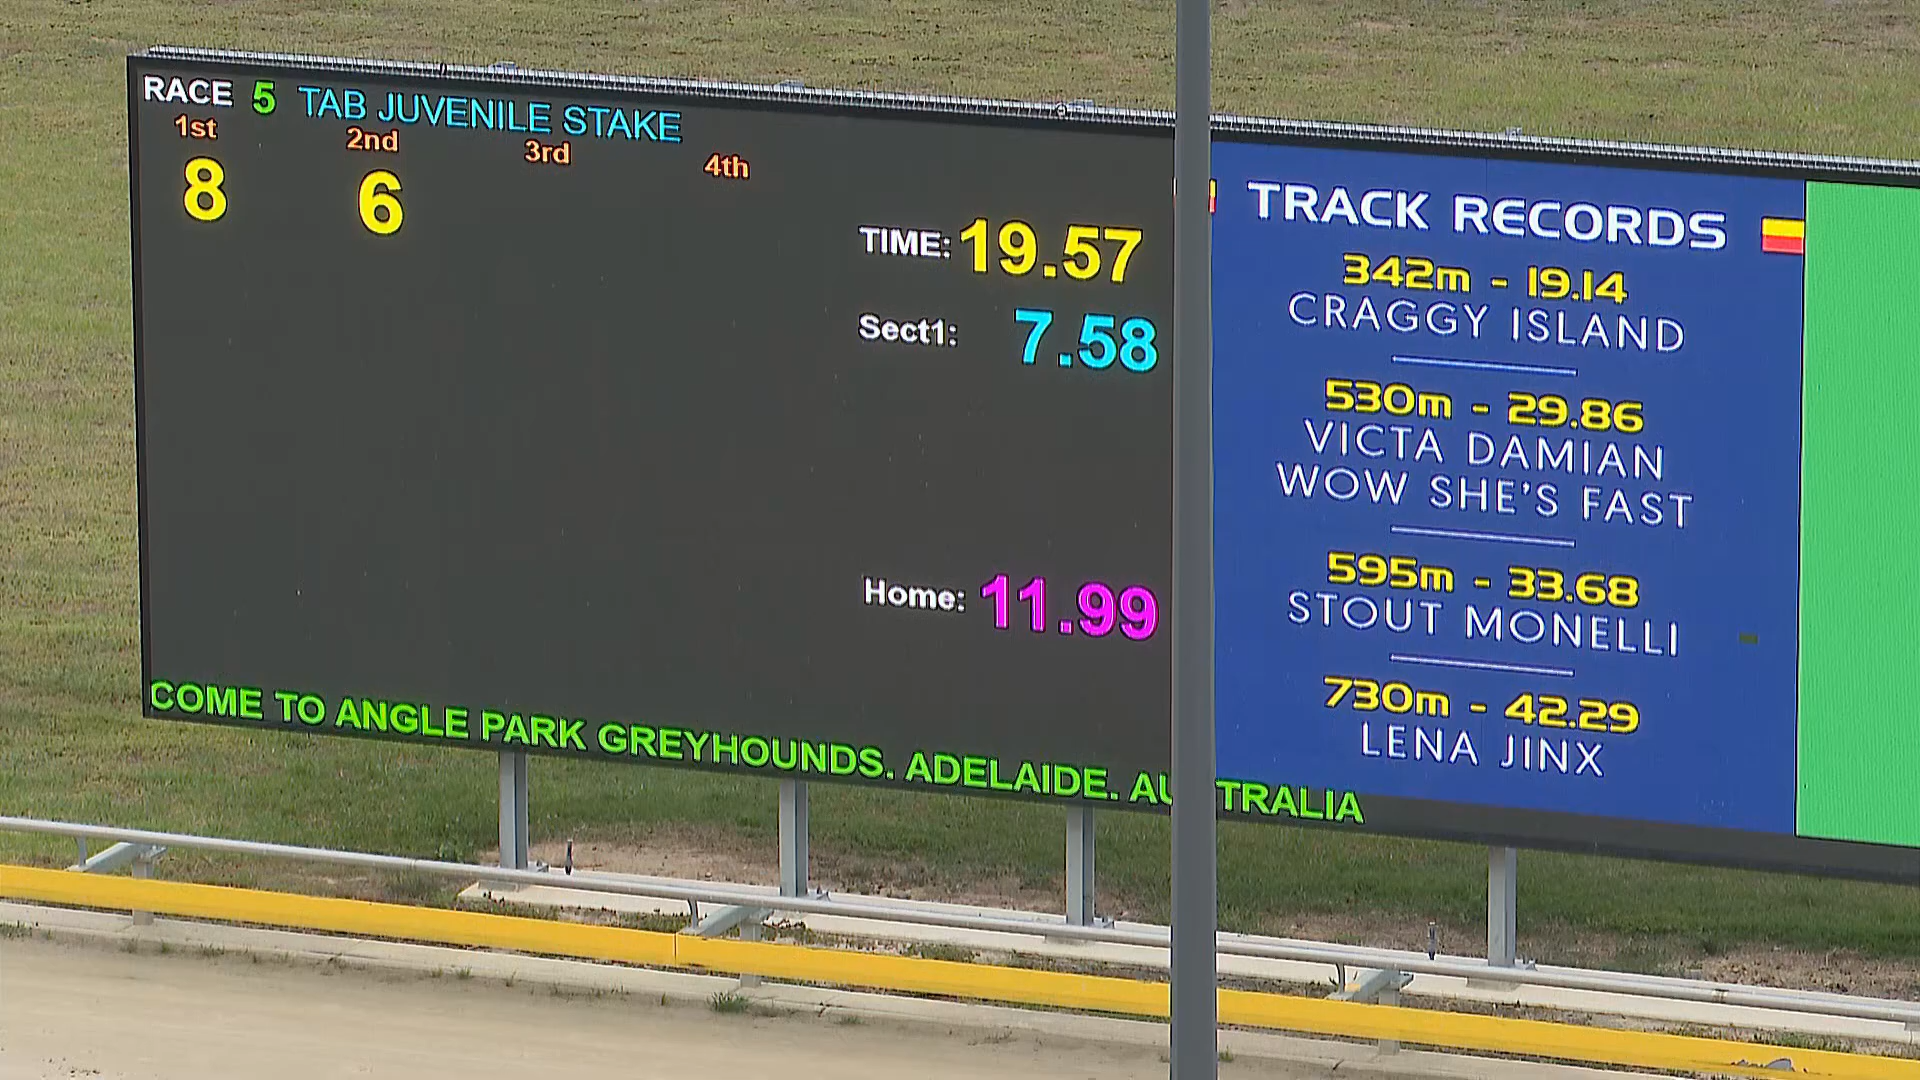 RACE 5 TAB JUVENILE STAKE
1st 2nd 3rd 4th
8 6
TIME: 19.57
Sect1: 7.58
Home: 11.99
COME TO ANGLE PARK GREYHOUNDS. ADELAIDE. AU TRALIA
TRACK RECORDS
342m - 19.14
CRAGGY ISLAND
530m - 29.86
VICTA DAMIAN
WOW SHE'S FAST
595m - 33.68
STOUT MONELLI
730m - 42.29
LENA JINX